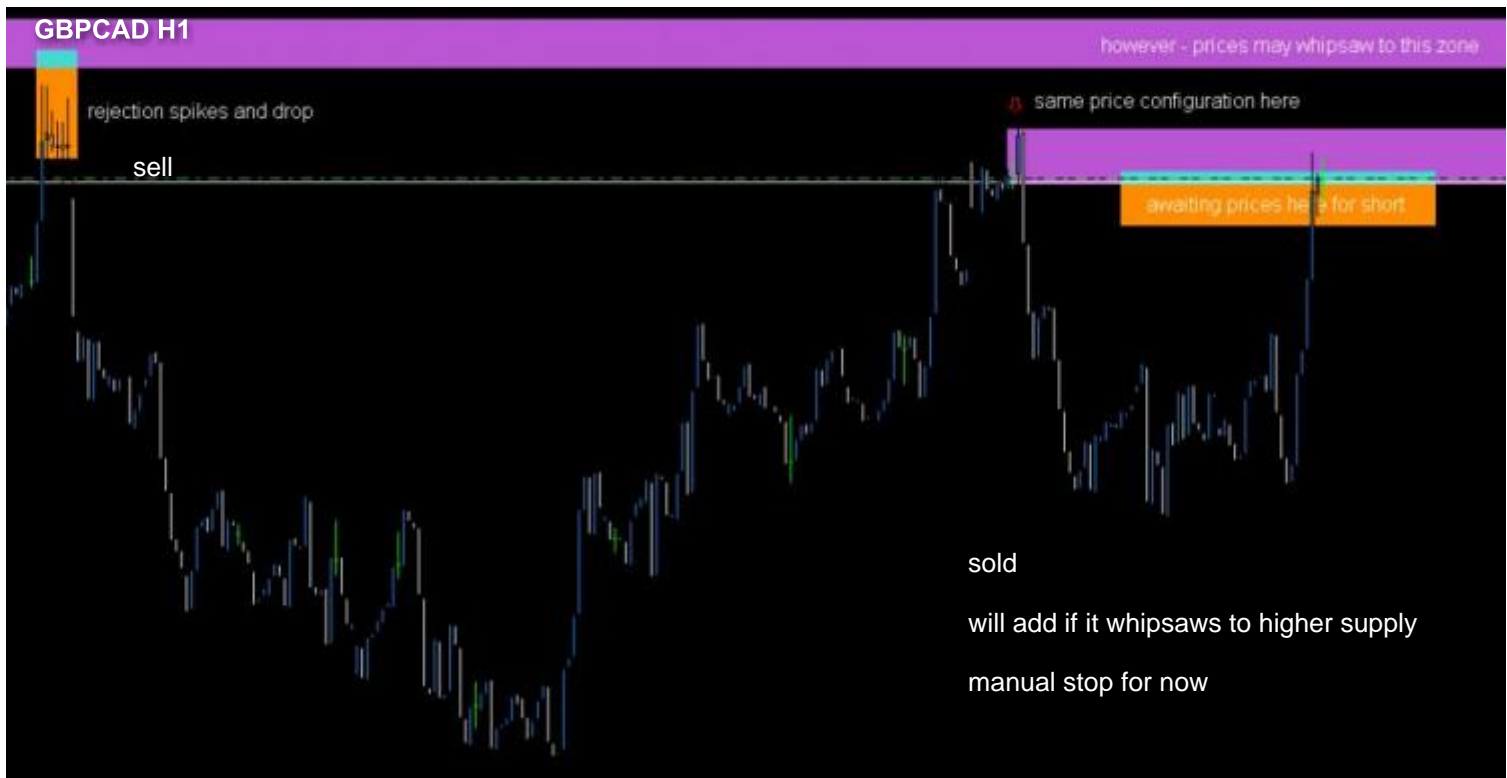 GBPCAD H1
however - prices may whipsaw to this zone
rejection spikes and drop
same price configuration here
sell
awaiting prices here for short
sold
will add if it whipsaws to higher supply
manual stop for now